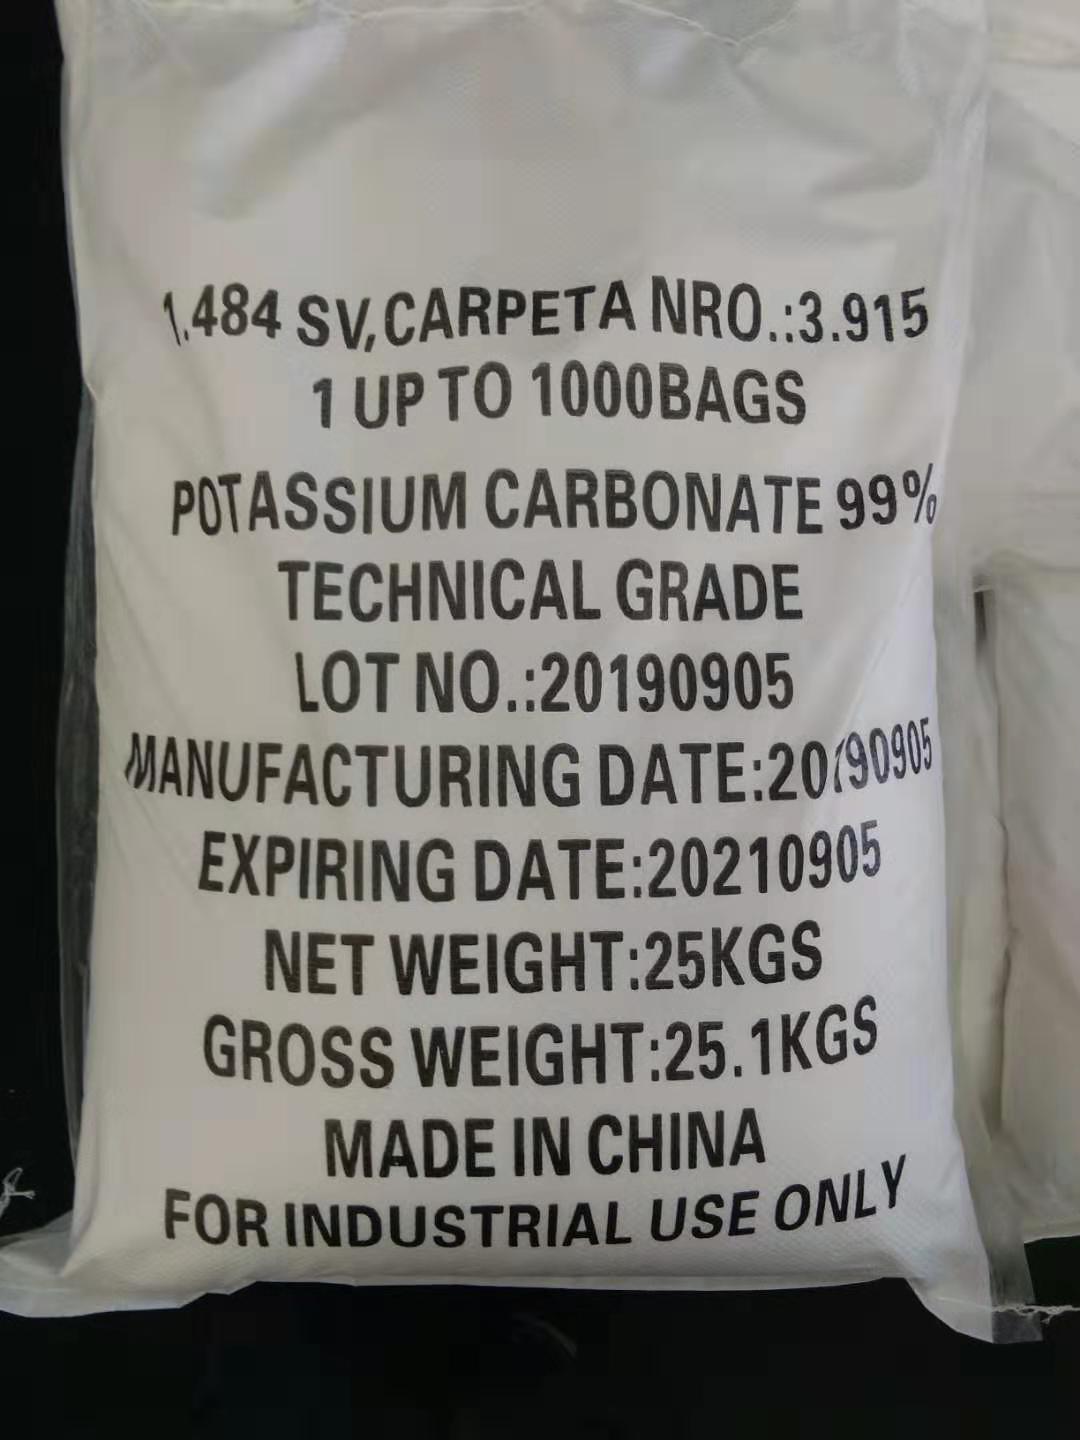 1.484 SV,CARPETA NRO.:3.915
1 UP TO 1000BAGS
POTASSIUM CARBONATE 99%
TECHNICAL GRADE
LOT NO.:20190905
MANUFACTURING DATE:20190905
EXPIRING DATE:20210905
NET WEIGHT:25KGS
GROSS WEIGHT:25.1KGS
MADE IN CHINA
FOR INDUSTRIAL USE ONLY